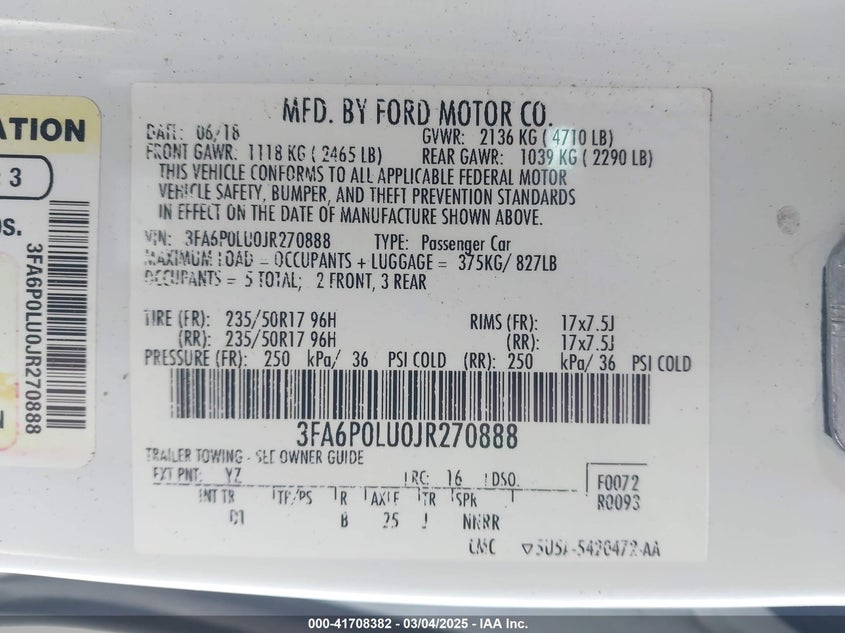 ATION
: 3
OS.
3FA6P0LU0JR270888
N
MFD. BY FORD MOTOR CO.
DATE: 06/18 GVWR: 2136 KG ( 4710 LB)
FRONT GAWR: 1118 KG ( 2465 LB) REAR GAWR: 1039 KG ( 2290 LB)
THIS VEHICLE CONFORMS TO ALL APPLICABLE FEDERAL MOTOR
VEHICLE SAFETY, BUMPER, AND THEFT PREVENTION STANDARDS
IN EFFECT ON THE DATE OF MANUFACTURE SHOWN ABOVE.
VIN: 3FA6P0LU0JR270888 TYPE: Passenger Car
MAXIMUM LOAD = OCCUPANTS + LUGGAGE = 375KG/ 827LB
OCCUPANTS = 5 TOTAL; 2 FRONT, 3 REAR
TIRE (FR): 235/50R17 96H RIMS (FR): 17x7.5J
(RR): 235/50R17 96H (RR): 17x7.5J
PRESSURE (FR): 250 kPa/ 36 PSI COLD (RR): 250 kPa/ 36 PSI COLD
3FA6P0LU0JR270888
TRAILER TOWING - SEE OWNER GUIDE
EXT PNT: YZ RC: 16 DSO: F0072
R0093
INT TR TP/PS R AXLE TR SPR
B 25 J NNRR
CMC
00-41708382 - 03/04/2025 - IAA Inc.